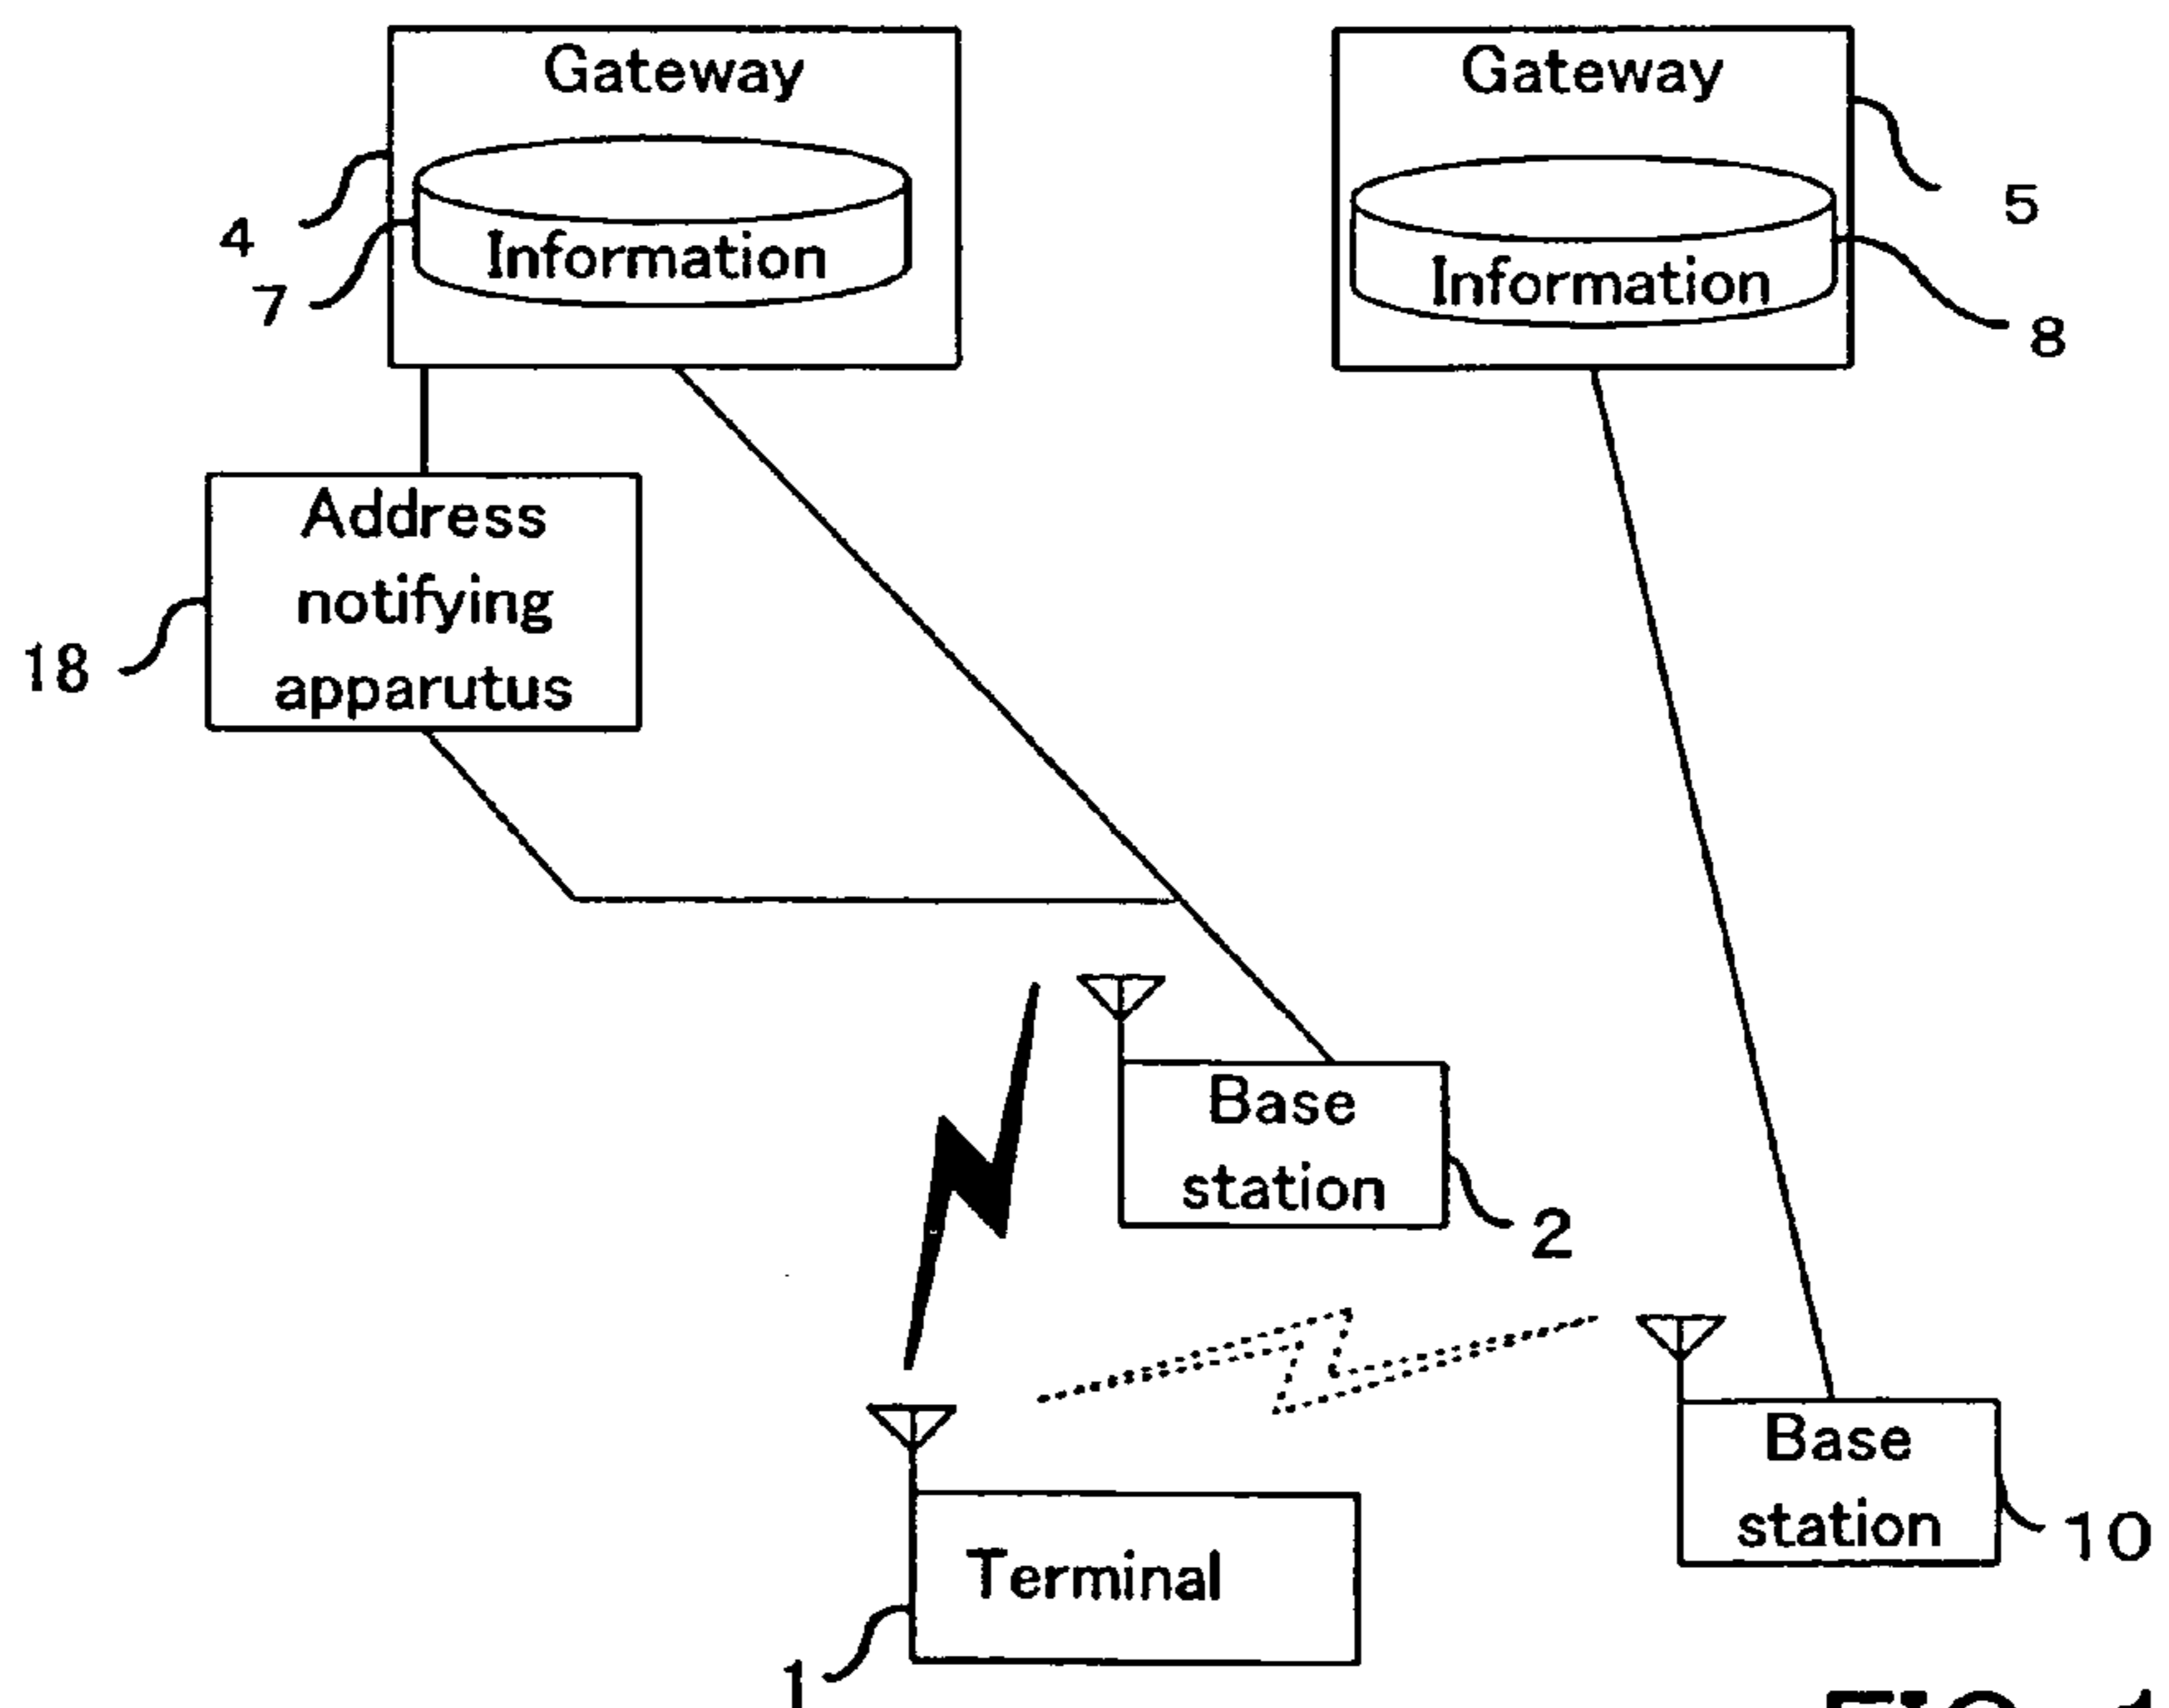 Gateway
Gateway
4
7
Information
5
Information
8
Address
notifying
apparutus
18
Base
station
2
Base
station
10
Terminal
1